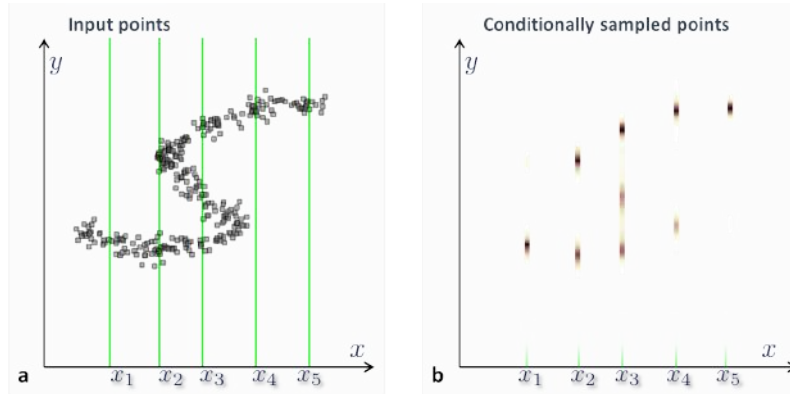 Input points
y
x
a
x₁ x₂ x₃ x₄ x₅
Conditionally sampled points
y
x
b
x₁ x₂ x₃ x₄ x₅